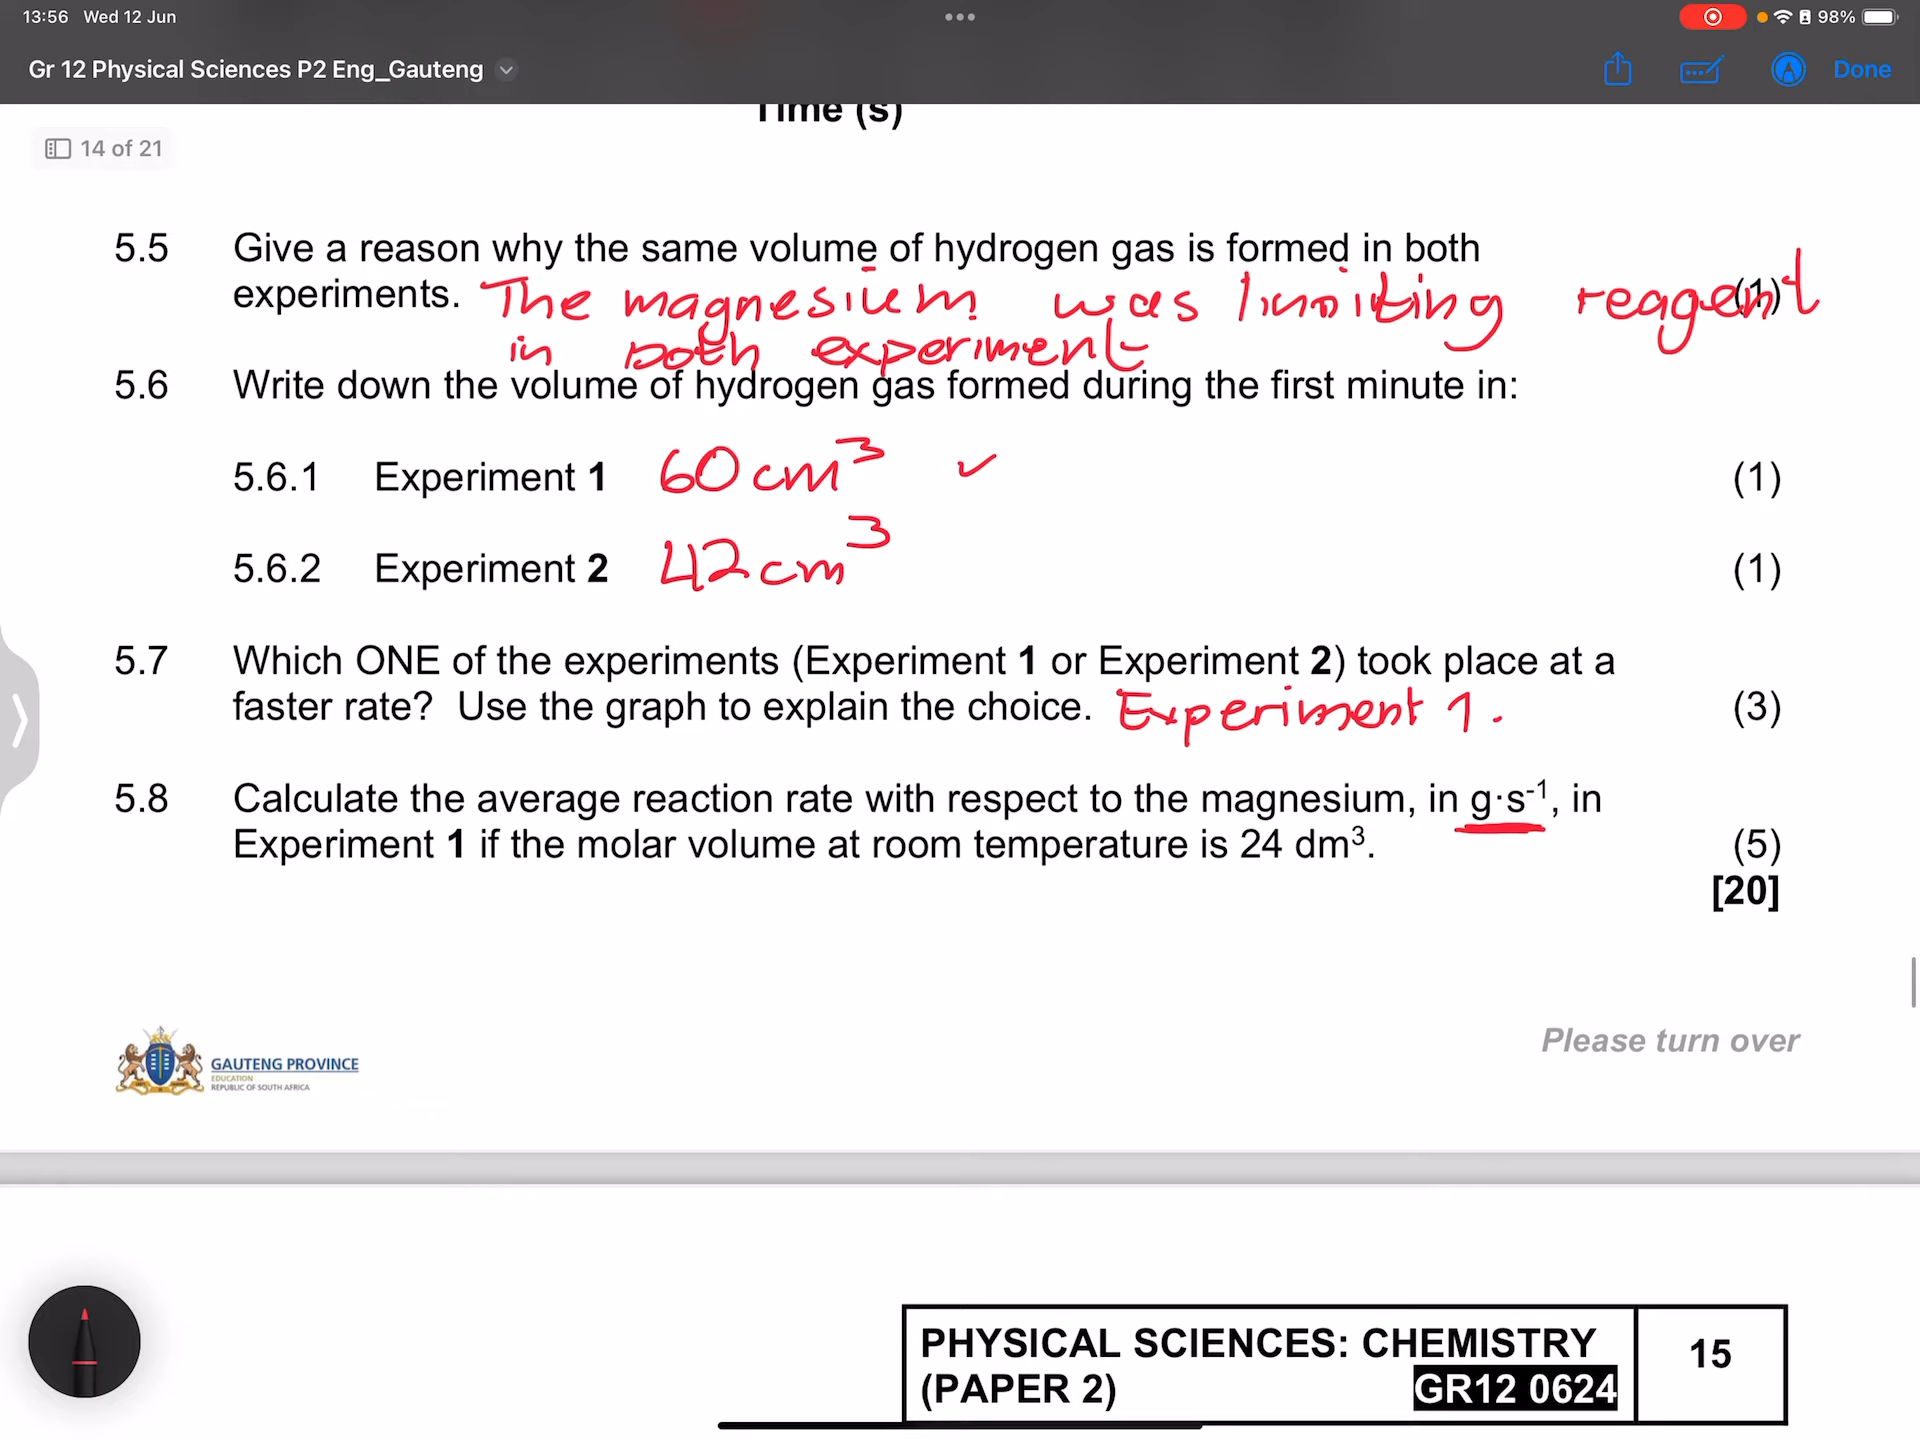 13:56 Wed 12 Jun
98%
Gr 12 Physical Sciences P2 Eng_Gauteng
Done
Time (s)
14 of 21
5.5 Give a reason why the same volume of hydrogen gas is formed in both
experiments. The magnesium was limiting reagent (1)
in both experiment
5.6 Write down the volume of hydrogen gas formed during the first minute in:
5.6.1 Experiment 1 60 cm³ (1)
5.6.2 Experiment 2 42 cm³ (1)
5.7 Which ONE of the experiments (Experiment 1 or Experiment 2) took place at a
faster rate? Use the graph to explain the choice. Experiment 1. (3)
5.8 Calculate the average reaction rate with respect to the magnesium, in g·s⁻¹, in
Experiment 1 if the molar volume at room temperature is 24 dm³. (5)
[20]
GAUTENG PROVINCE
EDUCATION
REPUBLIC OF SOUTH AFRICA
Please turn over
PHYSICAL SCIENCES: CHEMISTRY 15
(PAPER 2) GR12 0624